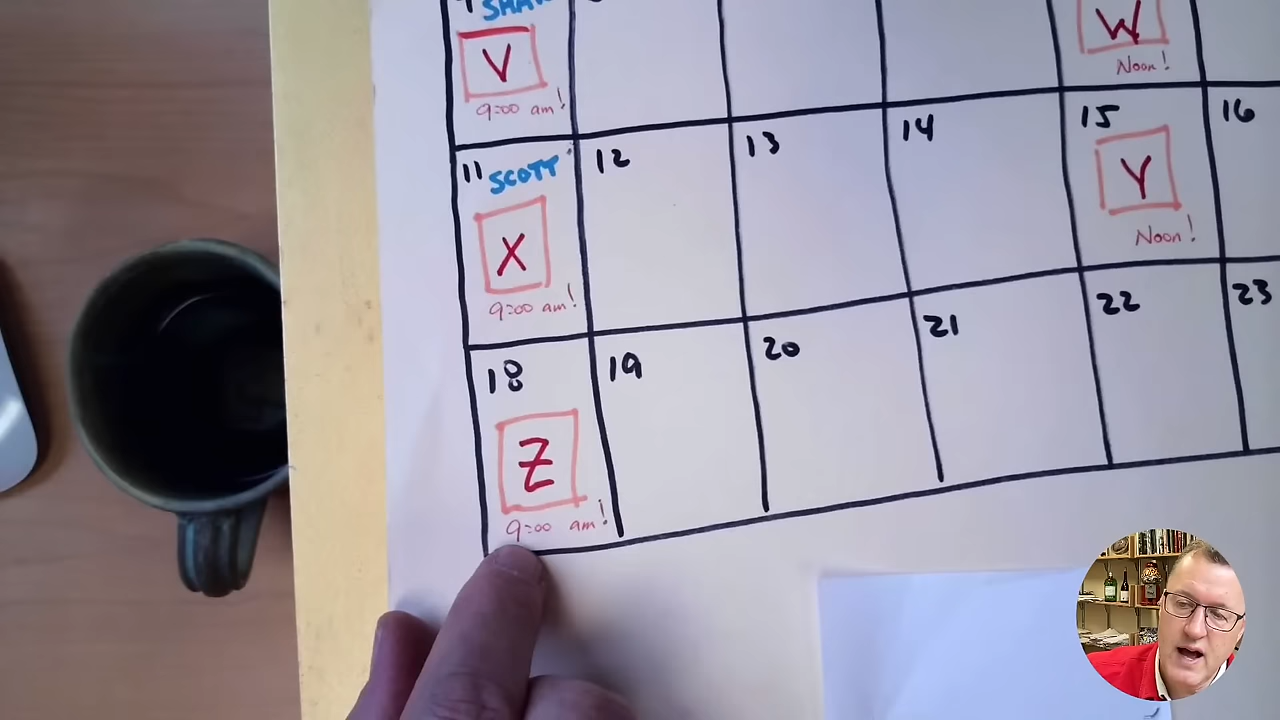 V
9:00 am!
W
Noon!
11 SCOTT
X
9:00 am!
12
13
14
15
Y
Noon!
16
18
Z
9:00 am!
19
20
21
22
23